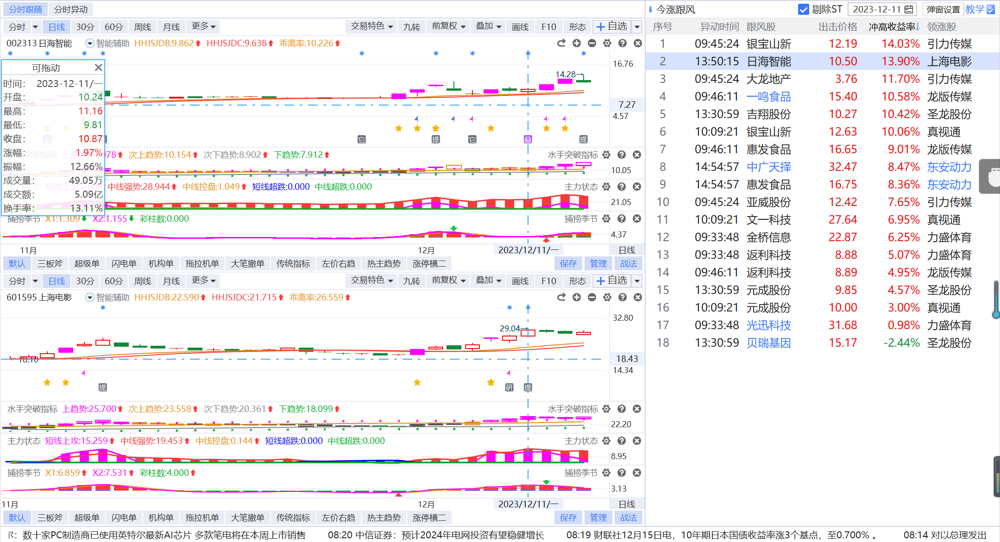 分时跟随 分时异动
分时 日线 30分 60分 周线 月线 更多 交易特色 九转 前复权 叠加 画线 F10 形态 自选
002313 日海智能 智能辅助 HHJSJDB:9.862 HHJSJDC:9.638 乖离率:10.226
可拖动
时间: 2023-12-11/一
开盘: 10.24
最高: 11.16
最低: 9.81
收盘: 10.87
涨幅: 1.97%
振幅: 12.66%
成交量: 49.05万
成交额: 5.09亿
换手率: 13.11%
16.76
14.28
7.27
4.57
它 提 它 叠 提
次上趋势:10.154 次下趋势:8.902 下趋势:7.912 水手突破指标
10.05
中线强势:28.944 中线控盘:1.049 短线超跌:0.000 中线超跌:0.000 主力状态
21.05
捕捞季节 X1:1.309 X2:1.155 彩柱数:0.000 捕捞季节
4.37
11月 12月 2023/12/11/一 日线
默认 三板斧 超级单 闪电单 机构单 拖拉机单 大笔撤单 传统指标 左价右趋 热主趋势 涨停横二 保存 管理 战法
分时 日线 30分 60分 周线 月线 更多 交易特色 九转 前复权 叠加 画线 F10 形态 自选
601595 上海电影 智能辅助 HHJSJDB:22.590 HHJSJDC:21.715 乖离率:26.559
32.80
29.04
18.10
18.43
14.34
提 研 提
水手突破指标 上趋势:25.700 次上趋势:23.558 次下趋势:20.361 下趋势:18.099 水手突破指标
22.20
主力状态 短线上攻:15.259 中线强势:19.453 中线控盘:0.144 短线超跌:0.000 中线超跌:0.000 主力状态
8.95
捕捞季节 X1:6.859 X2:7.531 彩柱数:4.000 捕捞季节
3.13
11月 12月 2023/12/11/一 日线
默认 三板斧 超级单 闪电单 机构单 拖拉机单 大笔撤单 传统指标 左价右趋 热主趋势 涨停横二 保存 管理 战法
今涨跟风 剔除ST 2023-12-11 弹窗设置 教学
序号 异动时间 跟风股 出击价格 冲高收益率↓ 领涨股
1 09:45:24 银宝山新 12.19 14.03% 引力传媒
2 13:50:15 日海智能 10.50 13.90% 上海电影
3 09:45:24 大龙地产 3.76 11.70% 引力传媒
4 09:46:11 一鸣食品 15.40 10.58% 龙版传媒
5 13:30:59 吉翔股份 10.27 10.42% 圣龙股份
6 10:09:21 银宝山新 12.63 10.06% 真视通
7 09:46:11 惠发食品 16.65 9.01% 龙版传媒
8 14:54:57 中广天择 32.47 8.47% 东安动力
9 14:54:57 惠发食品 16.75 8.36% 东安动力
10 09:45:24 亚威股份 12.42 7.65% 引力传媒
11 10:09:21 文一科技 27.64 6.95% 真视通
12 09:33:48 金桥信息 22.87 6.25% 力盛体育
13 09:33:48 返利科技 8.88 5.07% 力盛体育
14 09:46:11 返利科技 8.89 4.95% 龙版传媒
15 13:30:59 元成股份 9.85 4.57% 圣龙股份
16 10:09:21 元成股份 10.00 3.00% 真视通
17 09:33:48 光迅科技 31.68 0.98% 力盛体育
18 13:30:59 贝瑞基因 15.17 -2.44% 圣龙股份
:数十家PC制造商已使用英特尔最新AI芯片 多款笔电将在本周上市销售 08:20 中信证券:预计2024年电网投资有望稳健增长 08:19 财联社12月15日电,10年期日本国债收益率涨3个基点,至0.700% 。 08:14 对以总理发出